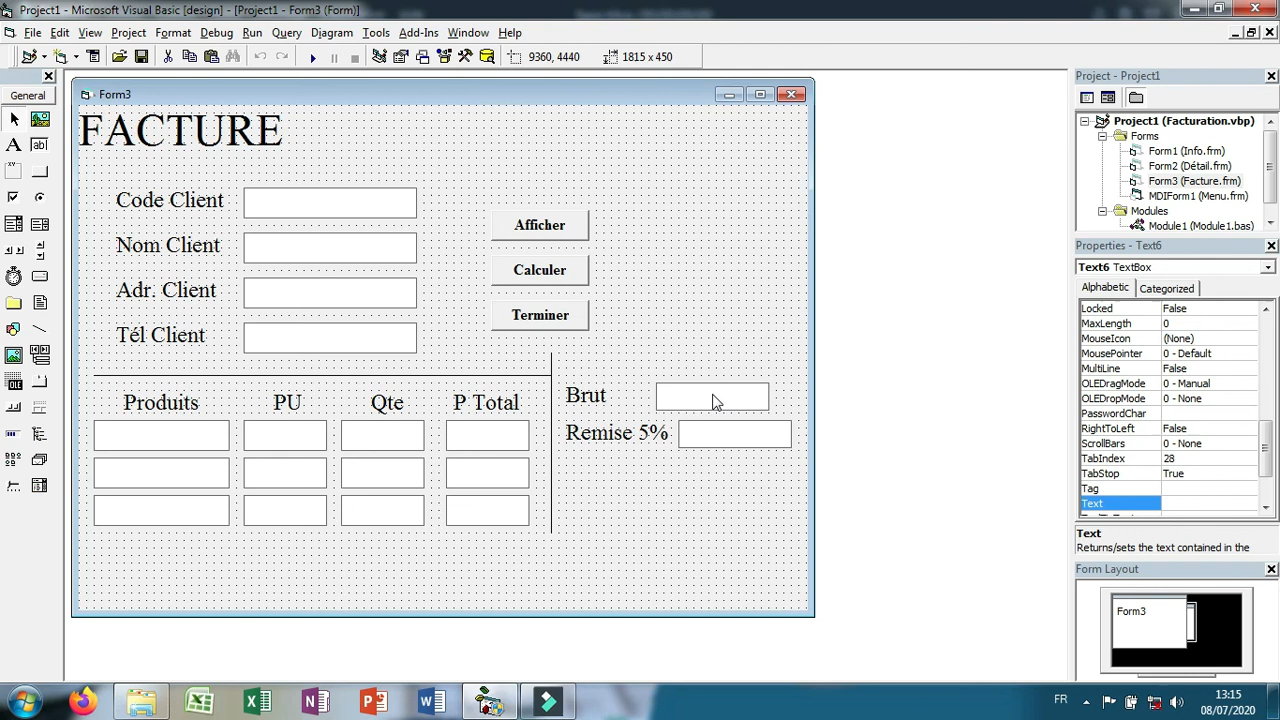 Project1 - Microsoft Visual Basic [design] - [Project1 - Form3 (Form)]
File Edit View Project Format Debug Run Query Diagram Tools Add-Ins Window Help
9360, 4440 1815 x 450
General
Form3
FACTURE
Code Client
Nom Client
Adr. Client
Tél Client
Afficher
Calculer
Terminer
Produits PU Qte P Total
Brut
Remise 5%
Project - Project1
Project1 (Facturation.vbp)
Forms
Form1 (Info.frm)
Form2 (Détail.frm)
Form3 (Facture.frm)
MDIForm1 (Menu.frm)
Modules
Module1 (Module1.bas)
Properties - Text6
Text6 TextBox
Alphabetic Categorized
Locked False
MaxLength 0
MouseIcon (None)
MousePointer 0 - Default
MultiLine False
OLEDragMode 0 - Manual
OLEDropMode 0 - None
PasswordChar
RightToLeft False
ScrollBars 0 - None
TabIndex 28
TabStop True
Tag
Text
Text
Returns/sets the text contained in the
Form Layout
Form3
FR
13:15
08/07/2020